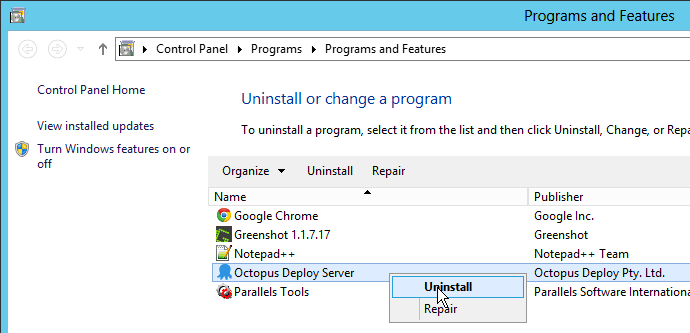 Programs and Features
Control Panel Programs Programs and Features
Control Panel Home
View installed updates
Turn Windows features on or
off
Uninstall or change a program
To uninstall a program, select it from the list and then click Uninstall, Change, or Repa
Organize Uninstall Repair
Name Publisher
Google Chrome Google Inc.
Greenshot 1.1.7.17 Greenshot
Notepad++ Notepad++ Team
Octopus Deploy Server Octopus Deploy Pty. Ltd.
Parallels Tools Parallels Software Internationa
Uninstall
Repair